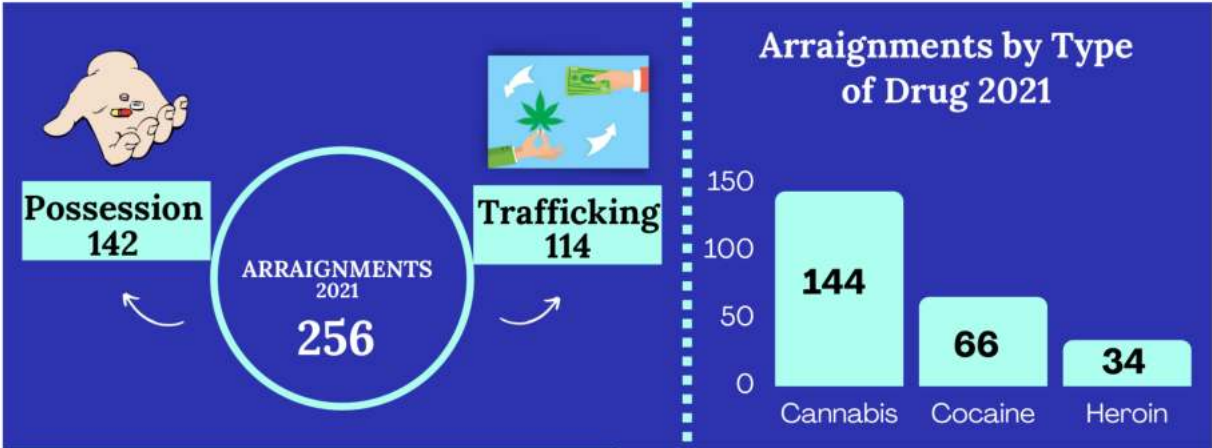 Possession
142
Trafficking
114
ARRAIGNMENTS
2021
256
Arraignments by Type
of Drug 2021
150
100
50
0
144
66
34
Cannabis Cocaine Heroin